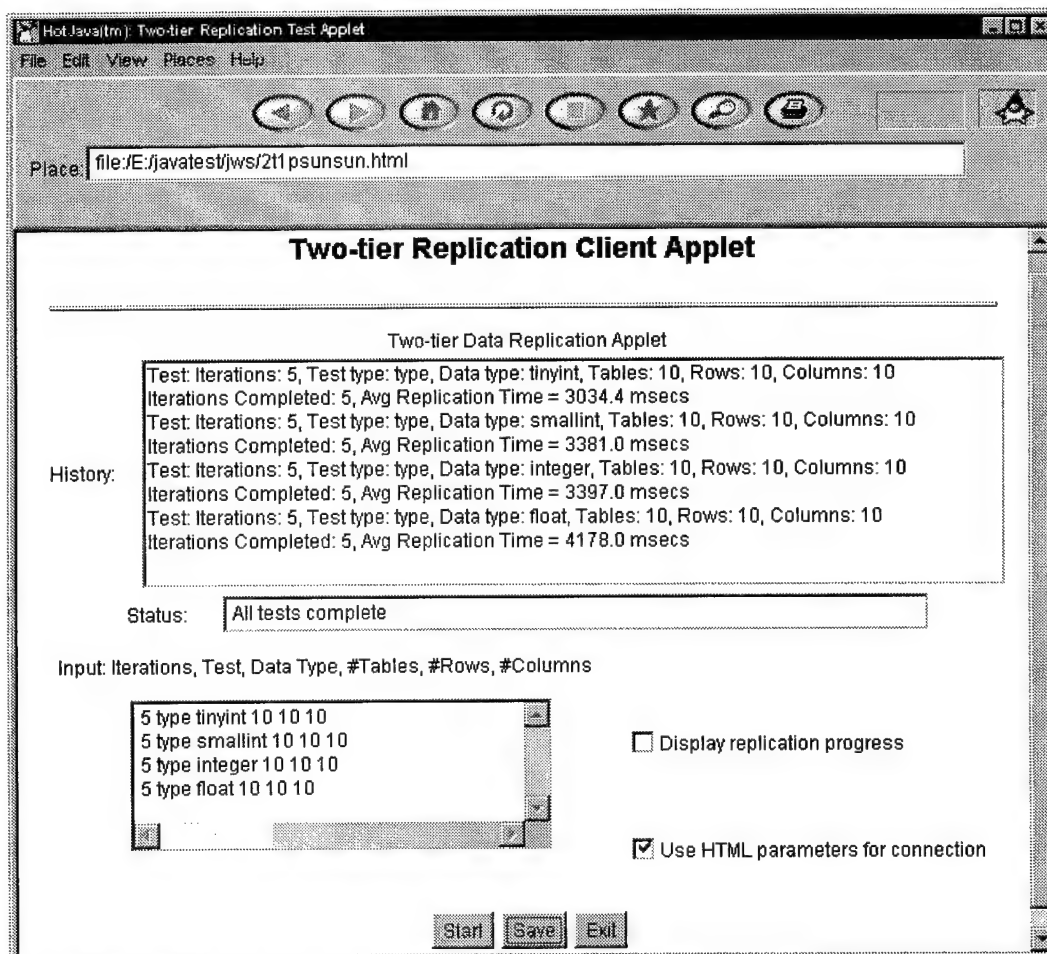 HotJava(tm): Two-tier Replication Test Applet
File Edit View Places Help
Place: file:/E:/javatest/jws/2t1psunsun.html
Two-tier Replication Client Applet
Two-tier Data Replication Applet
History:
Test: Iterations: 5, Test type: type, Data type: tinyint, Tables: 10, Rows: 10, Columns: 10
Iterations Completed: 5, Avg Replication Time = 3034.4 msecs
Test: Iterations: 5, Test type: type, Data type: smallint, Tables: 10, Rows: 10, Columns: 10
Iterations Completed: 5, Avg Replication Time = 3381.0 msecs
Test: Iterations: 5, Test type: type, Data type: integer, Tables: 10, Rows: 10, Columns: 10
Iterations Completed: 5, Avg Replication Time = 3397.0 msecs
Test: Iterations: 5, Test type: type, Data type: float, Tables: 10, Rows: 10, Columns: 10
Iterations Completed: 5, Avg Replication Time = 4178.0 msecs
Status: All tests complete
Input: Iterations, Test, Data Type, #Tables, #Rows, #Columns
5 type tinyint 10 10 10
5 type smallint 10 10 10
5 type integer 10 10 10
5 type float 10 10 10
Display replication progress
Use HTML parameters for connection
Start Save Exit